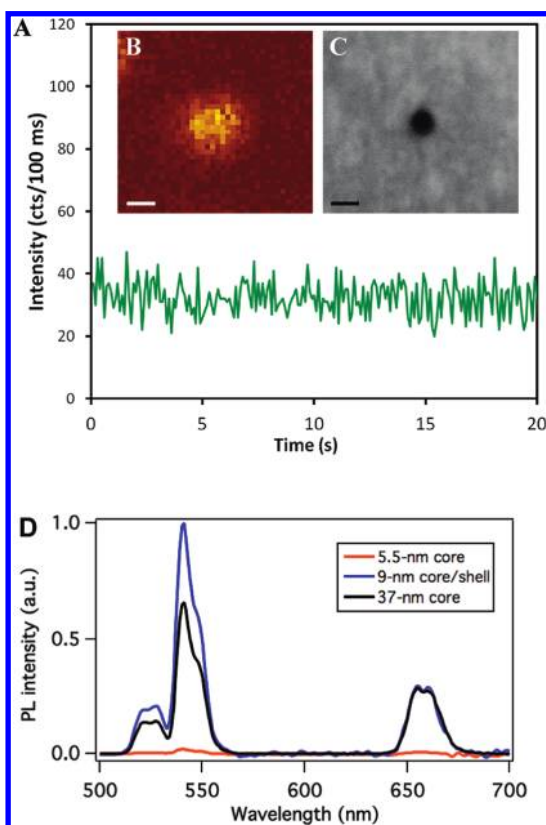 A
120
100
80
60
40
20
0
Intensity (cts/100 ms)
B
C
0 5 10 15 20
Time (s)
D
1.0
0.5
0.0
PL intensity (a.u.)
5.5-nm core
9-nm core/shell
37-nm core
500 550 600 650 700
Wavelength (nm)